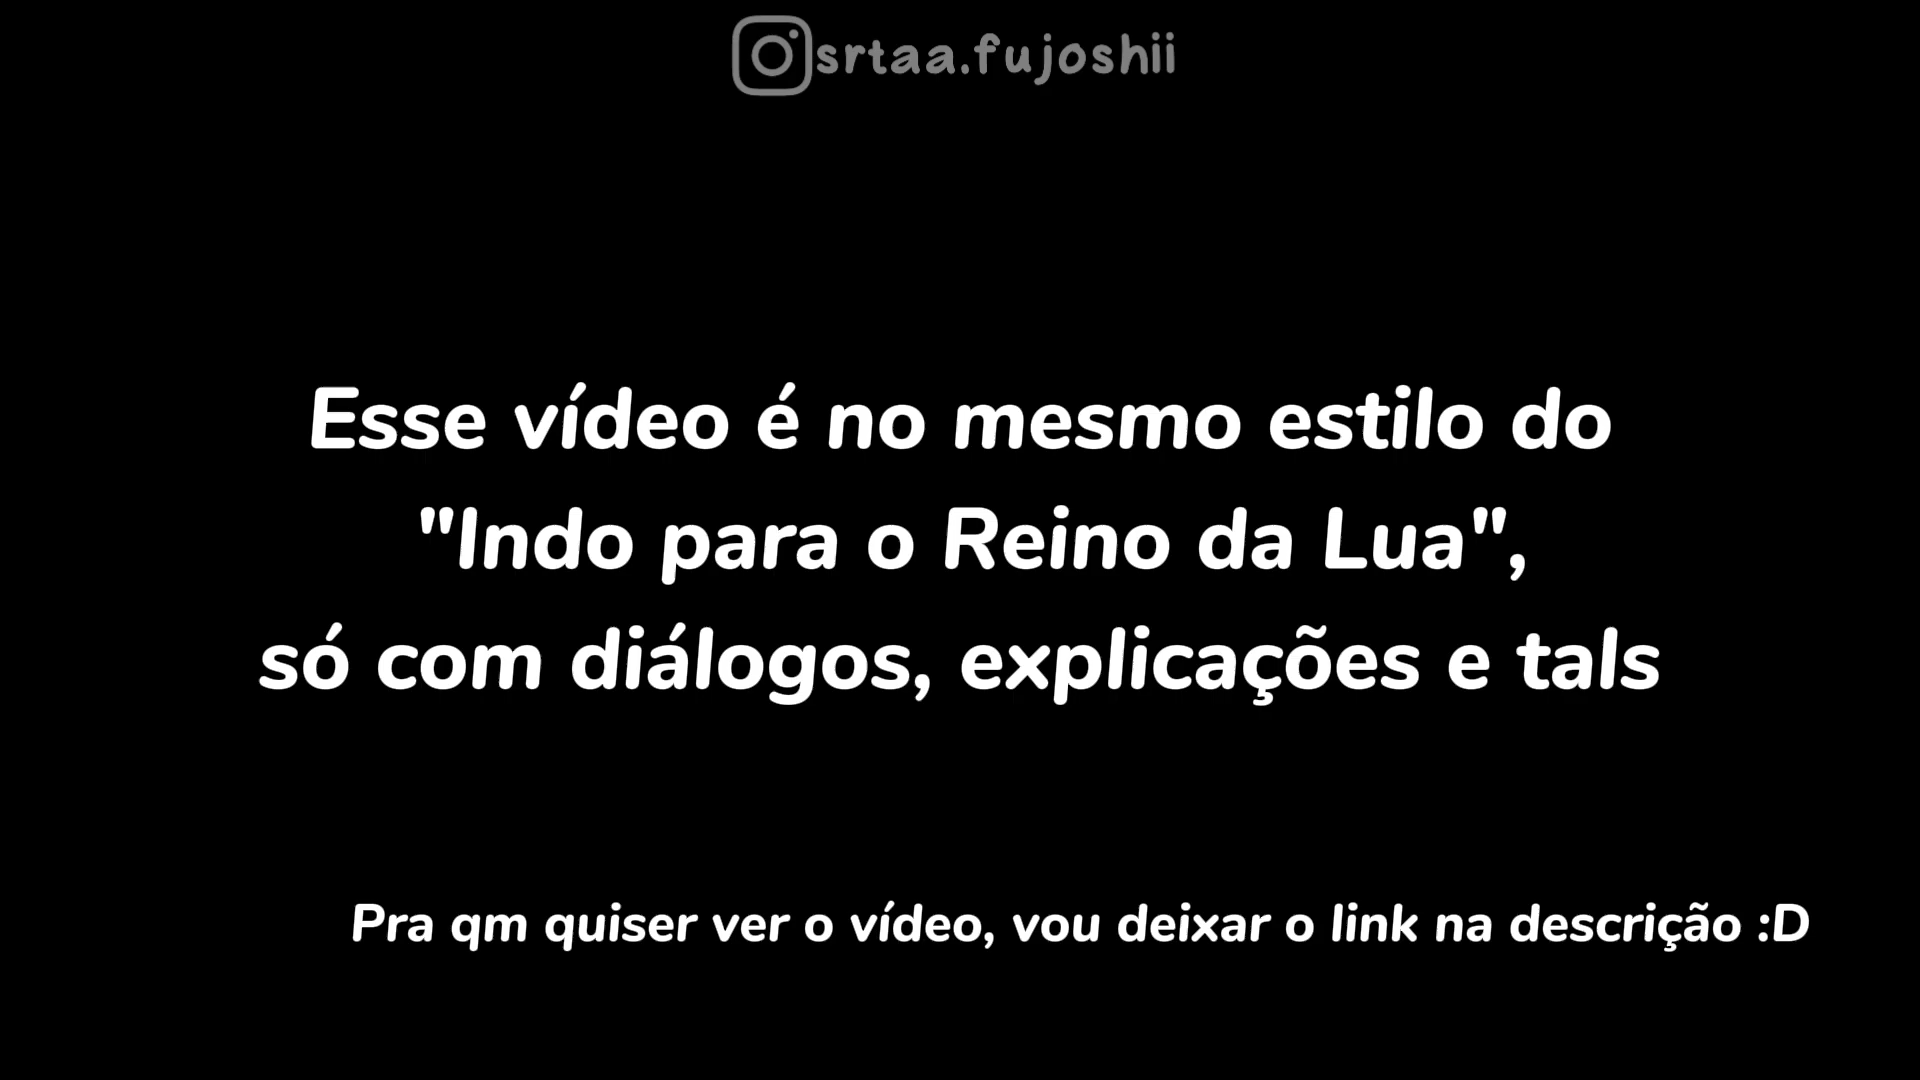 srtaa.fujoshii
Esse vídeo é no mesmo estilo do
"Indo para o Reino da Lua",
só com diálogos, explicações e tals
Pra qm quiser ver o vídeo, vou deixar o link na descrição :D